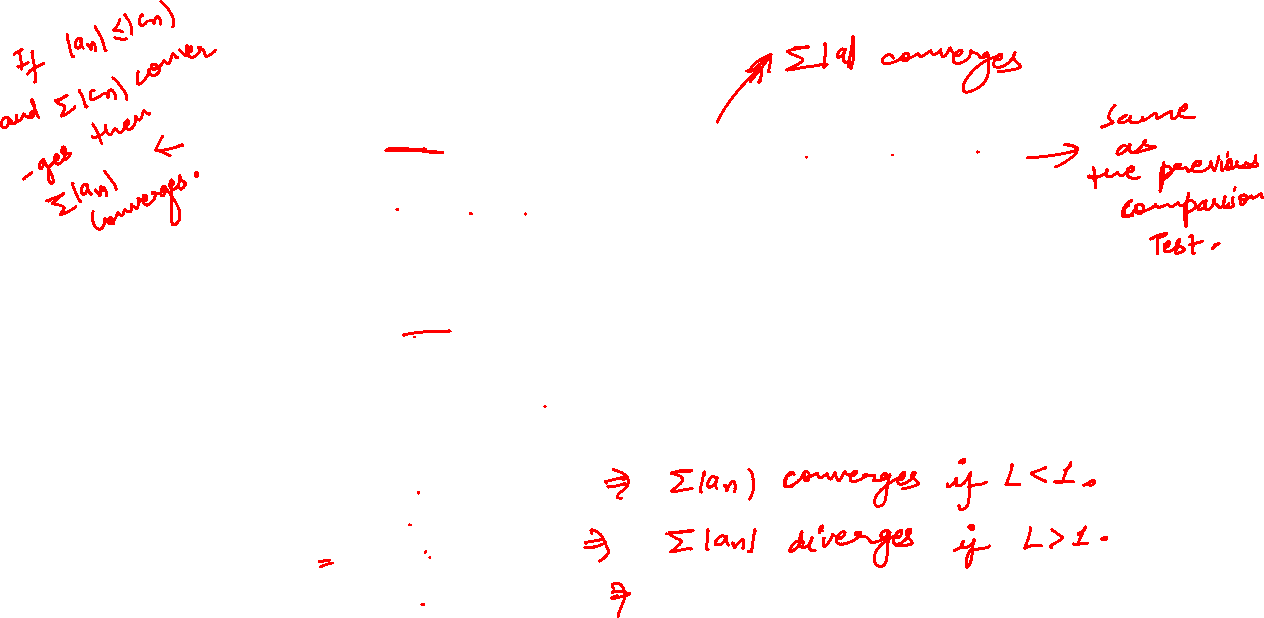 If |an| ≤ |cn|
and Σ|cn| conver
-ges then
Σ|an|
converges.
Σ|a| converges
Same
as
the previous
comparsion
Test.
⇒ Σ|an| converges if L < 1.
⇒ Σ|an| diverges if L > 1.
⇒
=